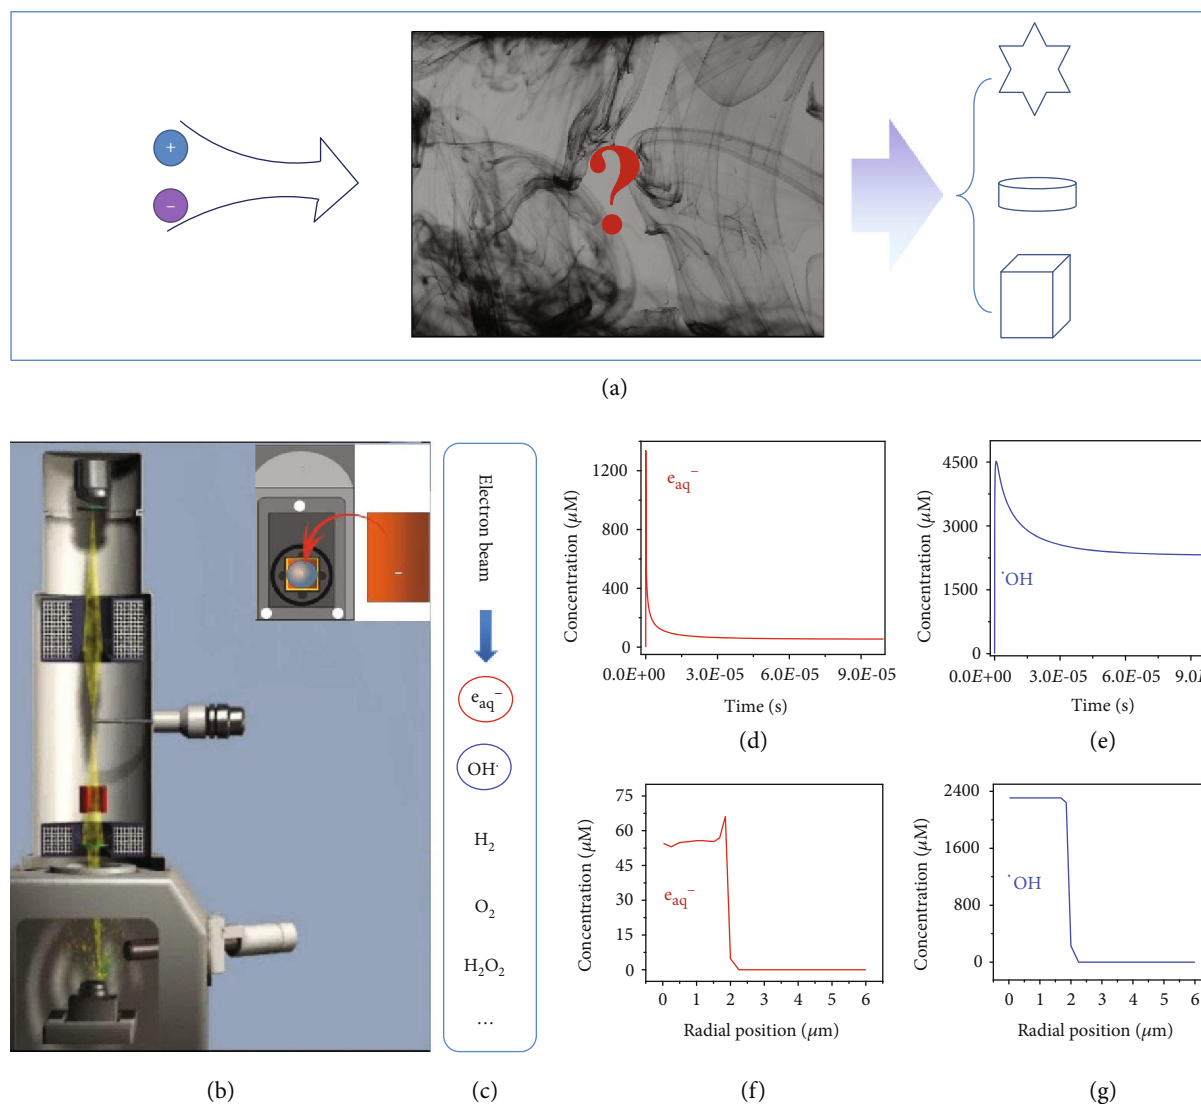 +
−
?
(a)
Electron beam
eaq−
OH·
H2
O2
H2O2
...
−
(b)
(c)
Concentration (μM)
1200
800
400
0
eaq−
0.0E+00 3.0E-05 6.0E-05 9.0E-05
Time (s)
(d)
Concentration (μM)
4500
3000
1500
0
·OH
0.0E+00 3.0E-05 6.0E-05
Time (s)
(e)
Concentration (μM)
75
60
45
30
15
0
eaq−
0 1 2 3 4 5 6
Radial position (μm)
(f)
Concentration (μM)
2400
1600
800
0
·OH
0 1 2 3 4 5 6
Radial position (μm)
(g)